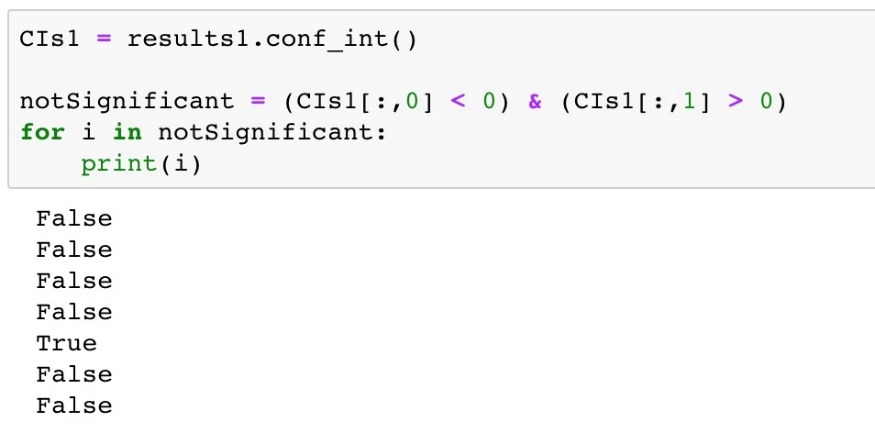 CIs1 = results1.conf_int()
notSignificant = (CIs1[:,0] < 0) & (CIs1[:,1] > 0)
for i in notSignificant:
    print(i)
False
False
False
False
True
False
False